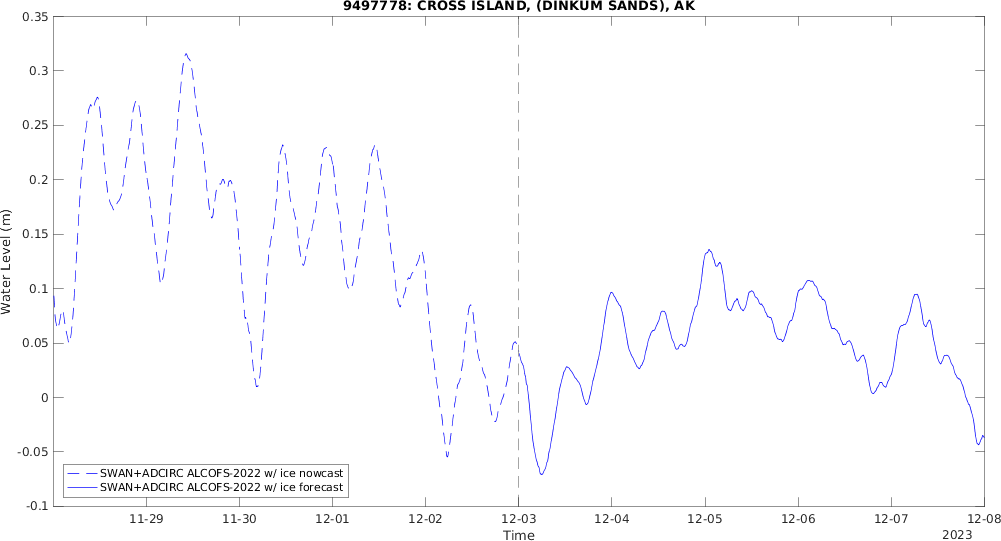 9497778: CROSS ISLAND, (DINKUM SANDS), AK
0.35
0.3
0.25
0.2
0.15
0.1
0.05
0
-0.05
-0.1
Water Level (m)
SWAN+ADCIRC ALCOFS-2022 w/ ice nowcast
SWAN+ADCIRC ALCOFS-2022 w/ ice forecast
11-29 11-30 12-01 12-02 12-03 12-04 12-05 12-06 12-07 12-08
Time
2023